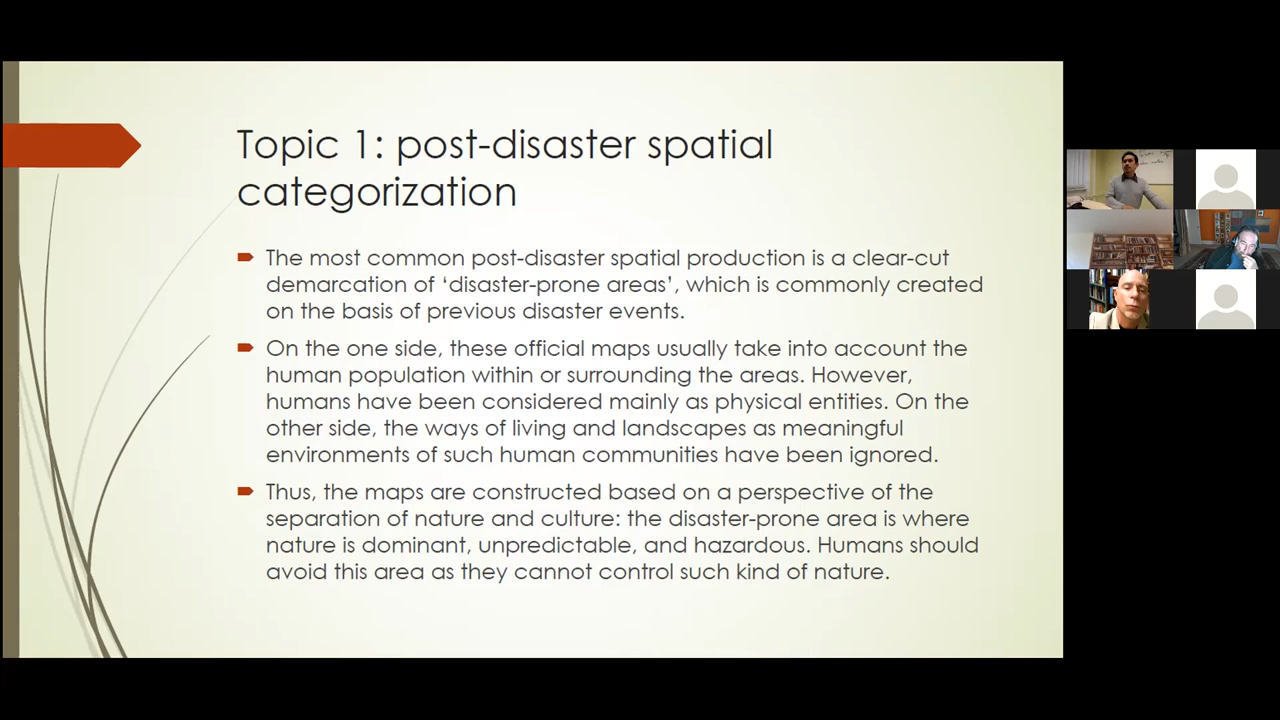 Topic 1: post-disaster spatial
categorization
The most common post-disaster spatial production is a clear-cut
demarcation of ‘disaster-prone areas’, which is commonly created
on the basis of previous disaster events.
On the one side, these official maps usually take into account the
human population within or surrounding the areas. However,
humans have been considered mainly as physical entities. On the
other side, the ways of living and landscapes as meaningful
environments of such human communities have been ignored.
Thus, the maps are constructed based on a perspective of the
separation of nature and culture: the disaster-prone area is where
nature is dominant, unpredictable, and hazardous. Humans should
avoid this area as they cannot control such kind of nature.